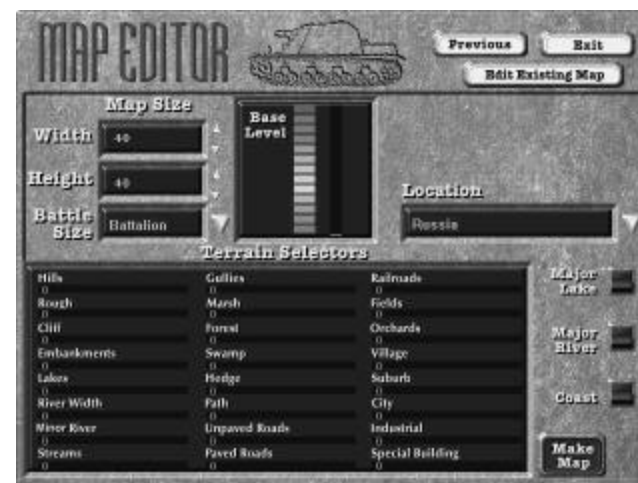 MAP EDITOR
Previous
Exit
Edit Existing Map
Map Size
Width
40
Height
40
Battle Size
Battalion
Base Level
Location
Russia
Terrain Selectors
Hills
0
Rough
0
Cliff
0
Embankments
0
Lakes
0
River Width
0
Minor River
0
Streams
0
Gullies
0
Marsh
0
Forest
0
Swamp
0
Hedge
0
Path
0
Unpaved Roads
0
Paved Roads
0
Railroads
0
Fields
0
Orchards
0
Village
0
Suburb
0
City
0
Industrial
0
Special Building
0
Major
Lake
Major
River
Coast
Make
Map